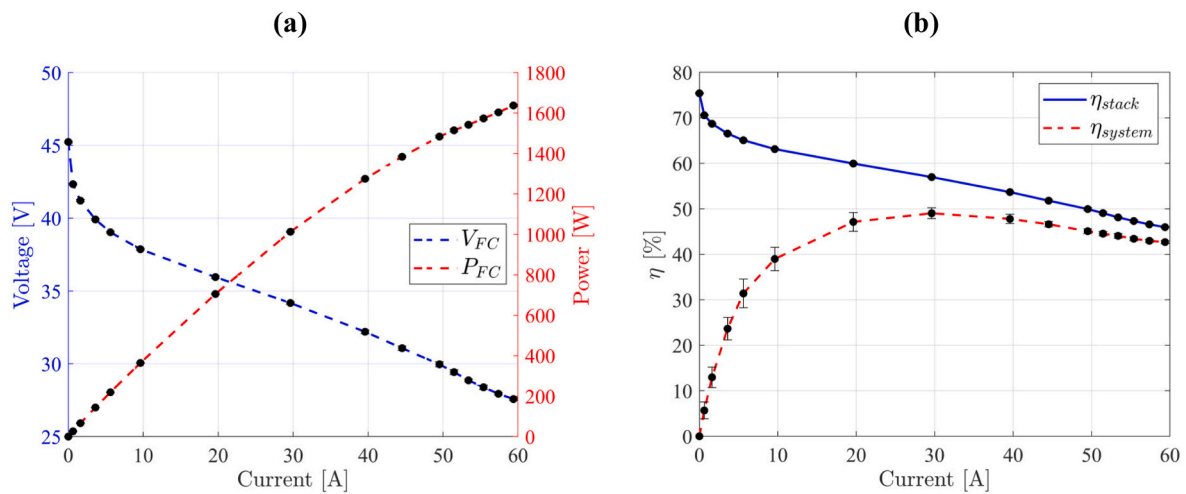 (a)
50
45
40
35
30
25
Voltage [V]
1800
1600
1400
1200
1000
800
600
400
200
0
Power [W]
V_FC
P_FC
0 10 20 30 40 50 60
Current [A]
(b)
80
70
60
50
40
30
20
10
0
η [%]
η_stack
η_system
0 10 20 30 40 50 60
Current [A]